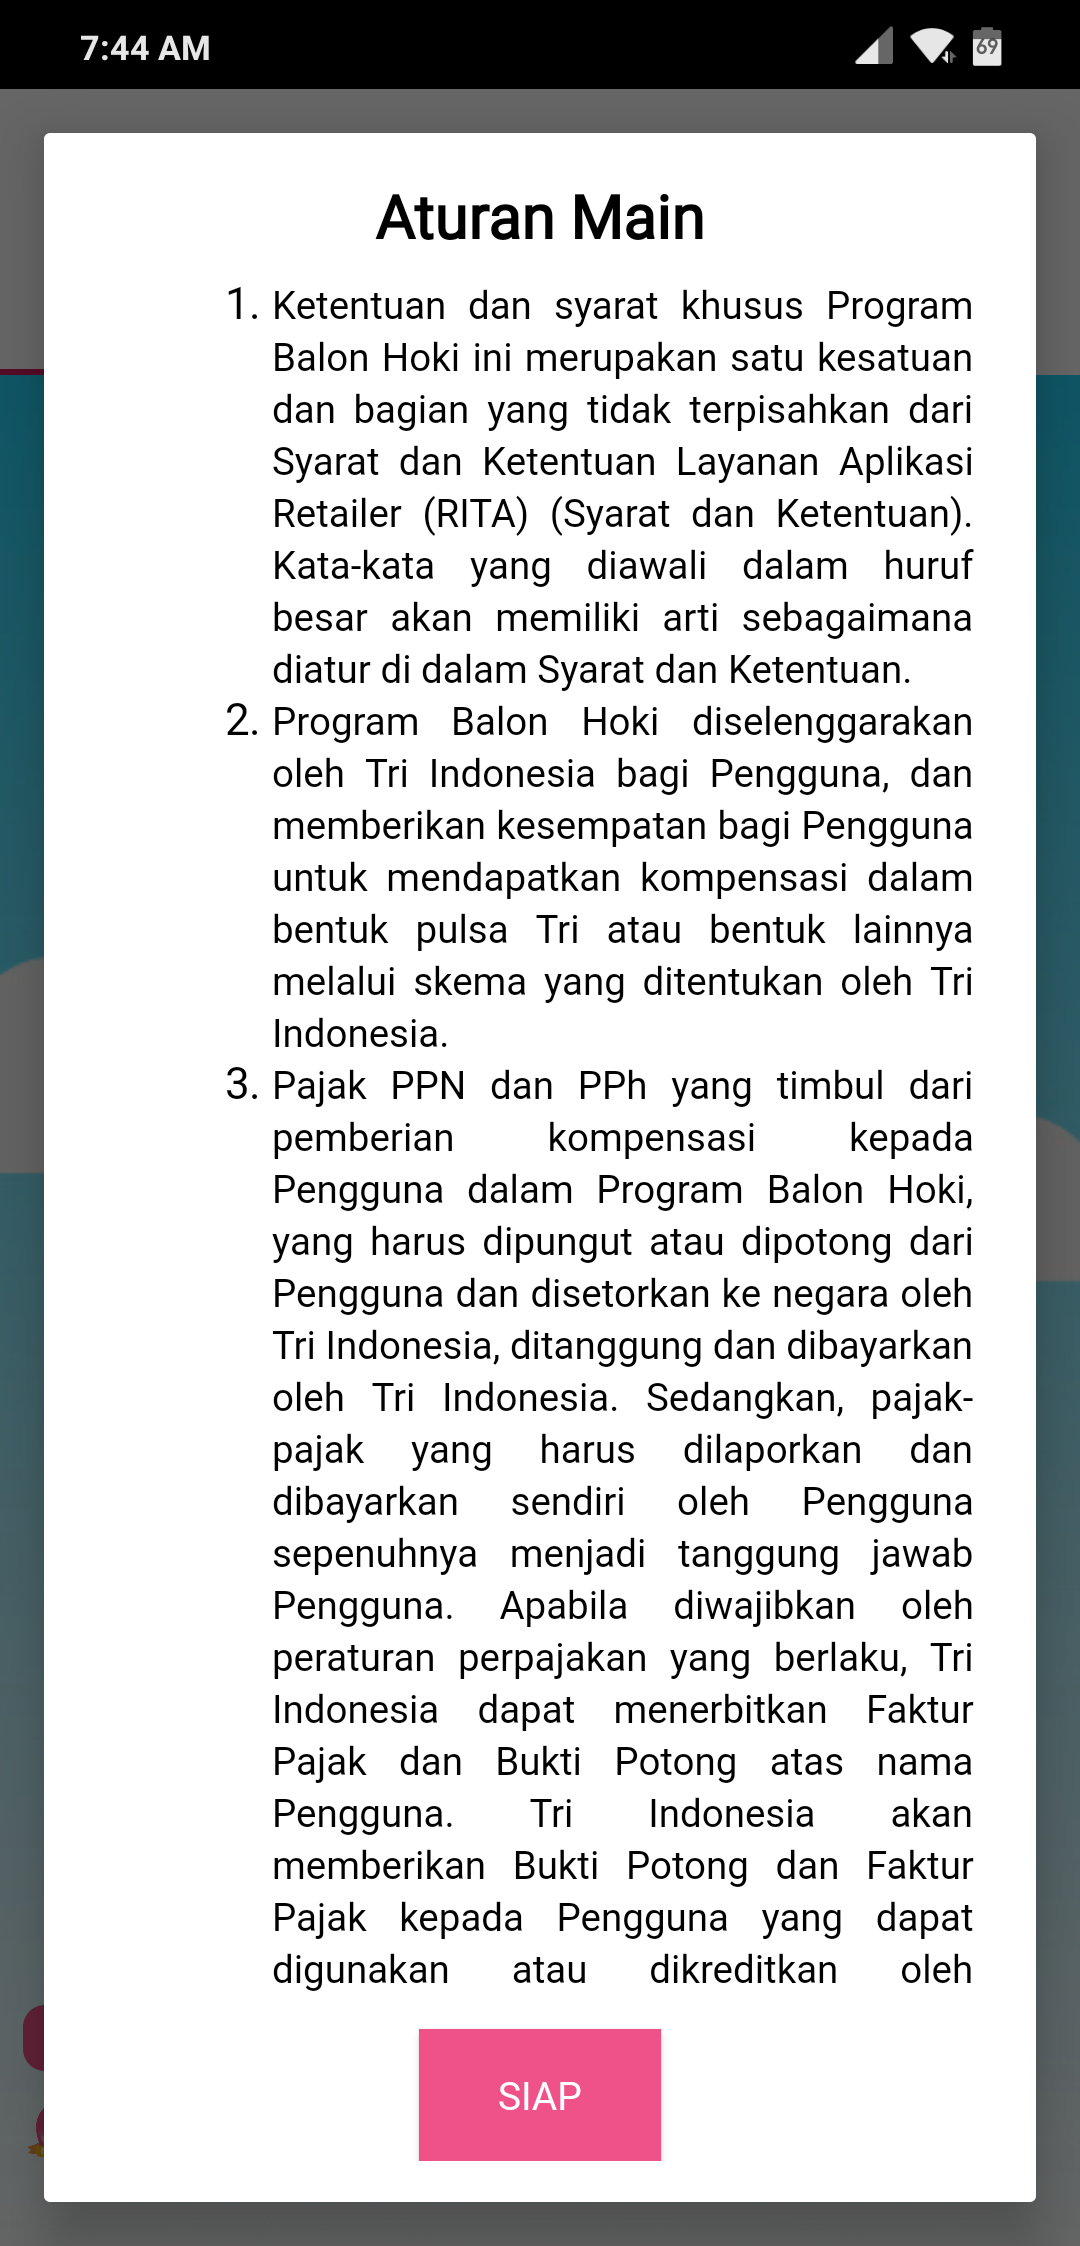 7:44 AM
69
Aturan Main
1. Ketentuan dan syarat khusus Program
Balon Hoki ini merupakan satu kesatuan
dan bagian yang tidak terpisahkan dari
Syarat dan Ketentuan Layanan Aplikasi
Retailer (RITA) (Syarat dan Ketentuan).
Kata-kata yang diawali dalam huruf
besar akan memiliki arti sebagaimana
diatur di dalam Syarat dan Ketentuan.
2. Program Balon Hoki diselenggarakan
oleh Tri Indonesia bagi Pengguna, dan
memberikan kesempatan bagi Pengguna
untuk mendapatkan kompensasi dalam
bentuk pulsa Tri atau bentuk lainnya
melalui skema yang ditentukan oleh Tri
Indonesia.
3. Pajak PPN dan PPh yang timbul dari
pemberian kompensasi kepada
Pengguna dalam Program Balon Hoki,
yang harus dipungut atau dipotong dari
Pengguna dan disetorkan ke negara oleh
Tri Indonesia, ditanggung dan dibayarkan
oleh Tri Indonesia. Sedangkan, pajak-
pajak yang harus dilaporkan dan
dibayarkan sendiri oleh Pengguna
sepenuhnya menjadi tanggung jawab
Pengguna. Apabila diwajibkan oleh
peraturan perpajakan yang berlaku, Tri
Indonesia dapat menerbitkan Faktur
Pajak dan Bukti Potong atas nama
Pengguna. Tri Indonesia akan
memberikan Bukti Potong dan Faktur
Pajak kepada Pengguna yang dapat
digunakan atau dikreditkan oleh
SIAP